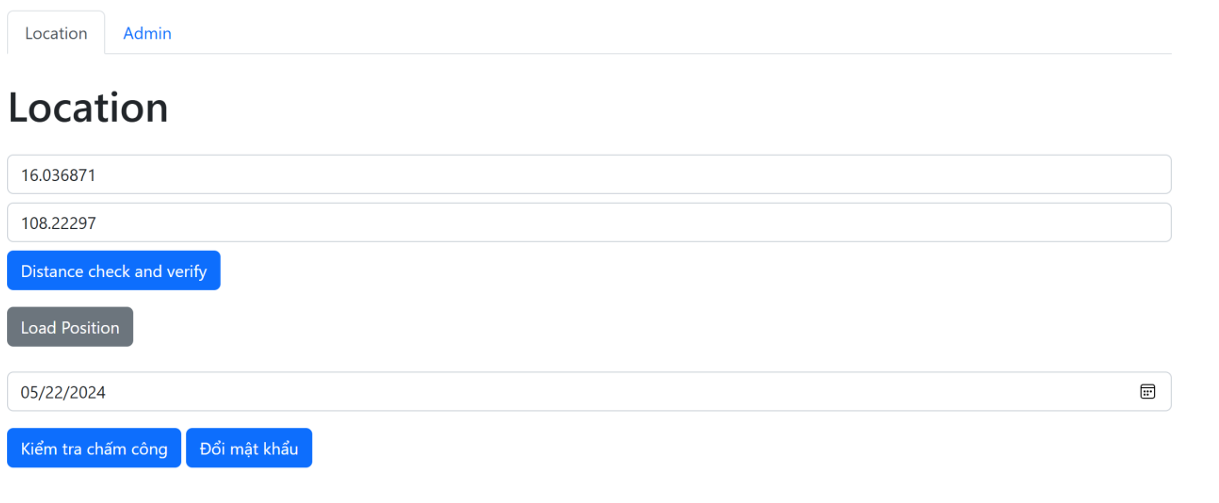 Location Admin
Location
16.036871
108.22297
Distance check and verify
Load Position
05/22/2024
Kiểm tra chấm công Đổi mật khẩu